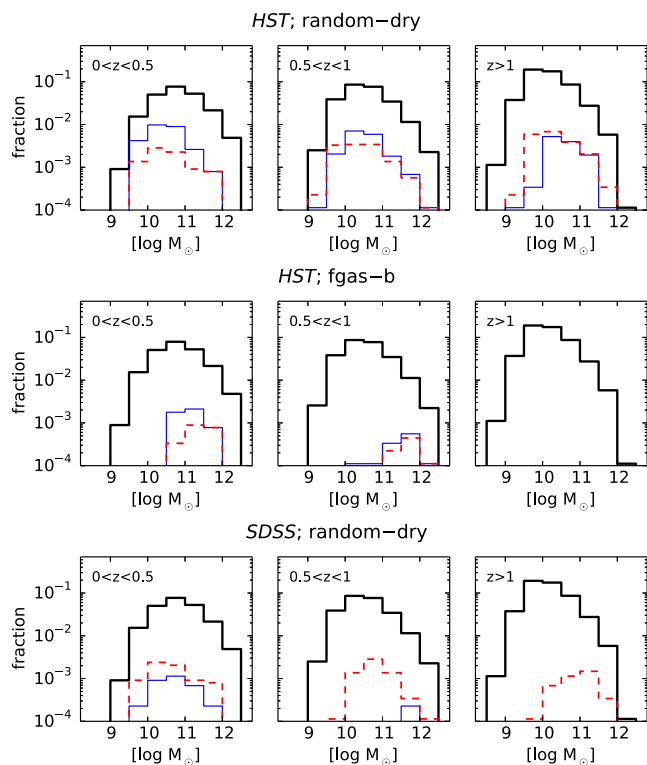 HST; random−dry
0<z<0.5
0.5<z<1
z>1
fraction
10⁻¹
10⁻²
10⁻³
10⁻⁴
9 10 11 12
9 10 11 12
9 10 11 12
[log M⊙]
[log M⊙]
[log M⊙]
HST; fgas−b
0<z<0.5
0.5<z<1
z>1
fraction
10⁻¹
10⁻²
10⁻³
10⁻⁴
9 10 11 12
9 10 11 12
9 10 11 12
[log M⊙]
[log M⊙]
[log M⊙]
SDSS; random−dry
0<z<0.5
0.5<z<1
z>1
fraction
10⁻¹
10⁻²
10⁻³
10⁻⁴
9 10 11 12
9 10 11 12
9 10 11 12
[log M⊙]
[log M⊙]
[log M⊙]